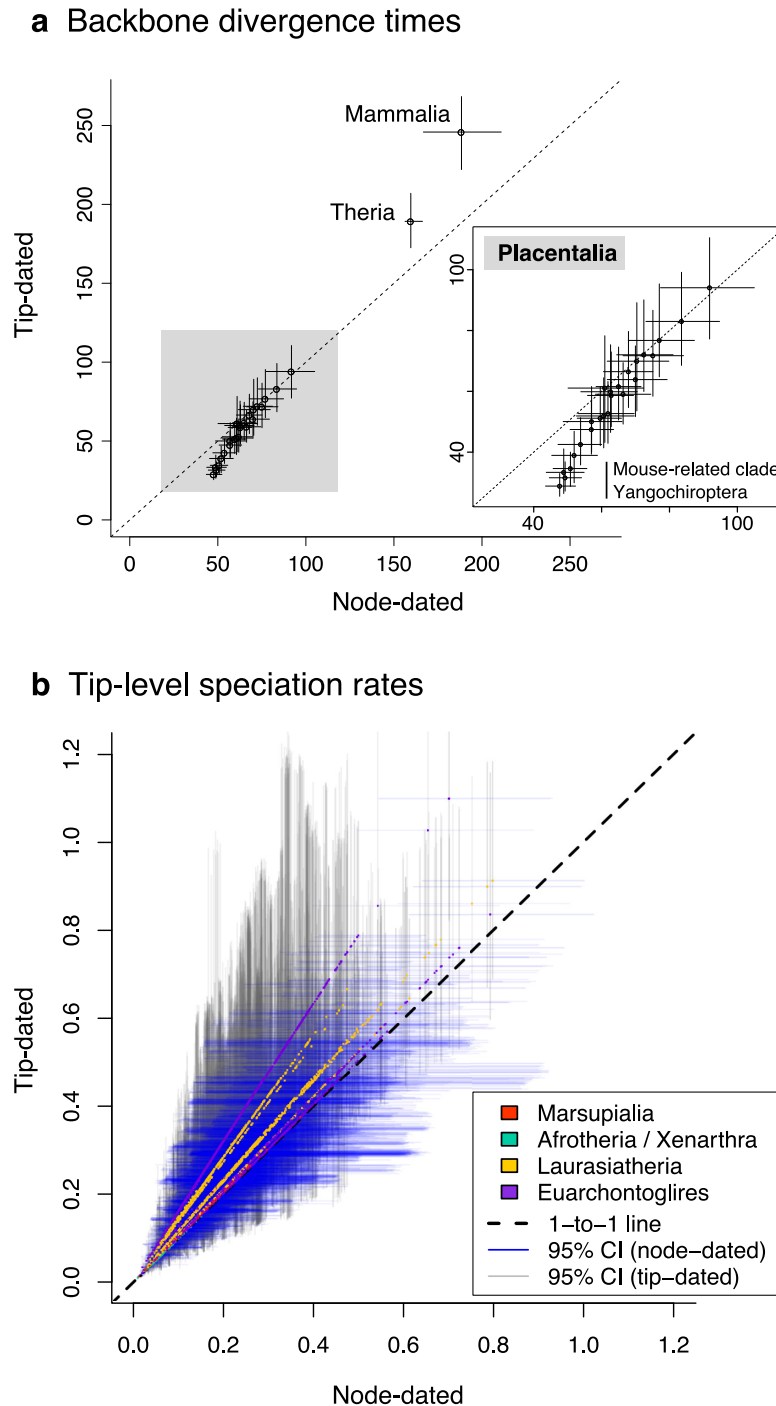 a Backbone divergence times
Mammalia
Theria
Placentalia
100
40
Mouse-related clade
Yangochiroptera
40
100
250
200
150
100
50
0
Tip-dated
0
50
100
150
200
250
Node-dated
b Tip-level speciation rates
1.2
1.0
0.8
0.6
0.4
0.2
0.0
Tip-dated
Marsupialia
Afrotheria / Xenarthra
Laurasiatheria
Euarchontoglires
1−to−1 line
95% CI (node−dated)
95% CI (tip−dated)
0.0
0.2
0.4
0.6
0.8
1.0
1.2
Node-dated